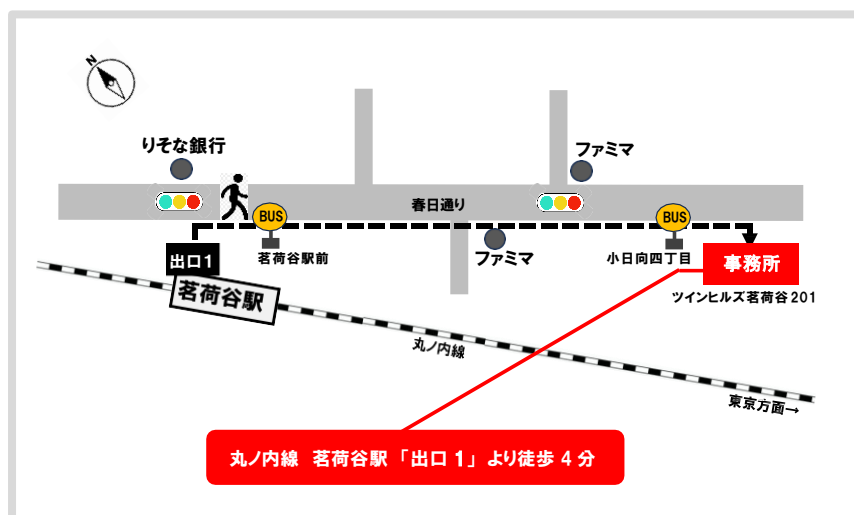 N
りそな銀行
ファミマ
春日通り
BUS
BUS
出口1
茗荷谷駅前
ファミマ
小日向四丁目
事務所
茗荷谷駅
ツインヒルズ茗荷谷201
丸ノ内線
東京方面→
丸ノ内線 茗荷谷駅「出口1」より徒歩4分